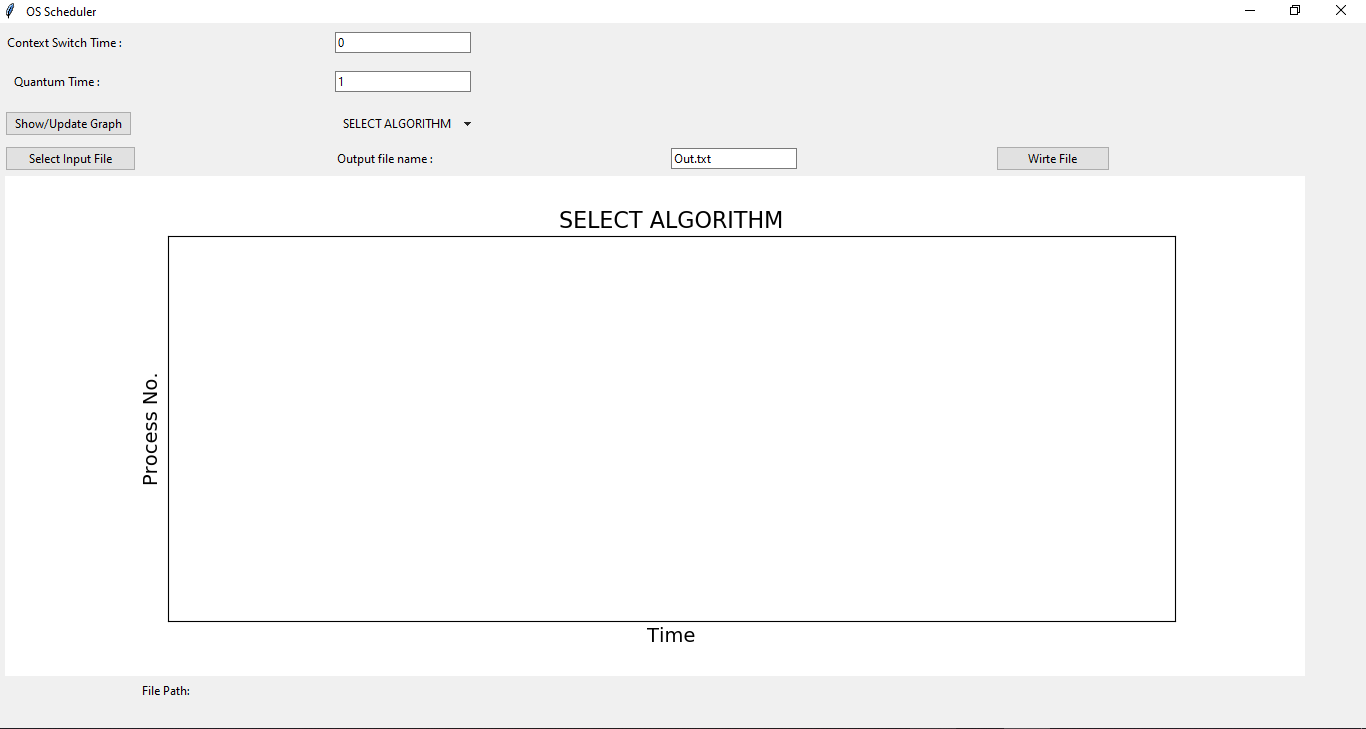 OS Scheduler
Context Switch Time :
0
Quantum Time :
1
Show/Update Graph
SELECT ALGORITHM
Select Input File
Output file name :
Out.txt
Wirte File
SELECT ALGORITHM
Process No.
Time
File Path: